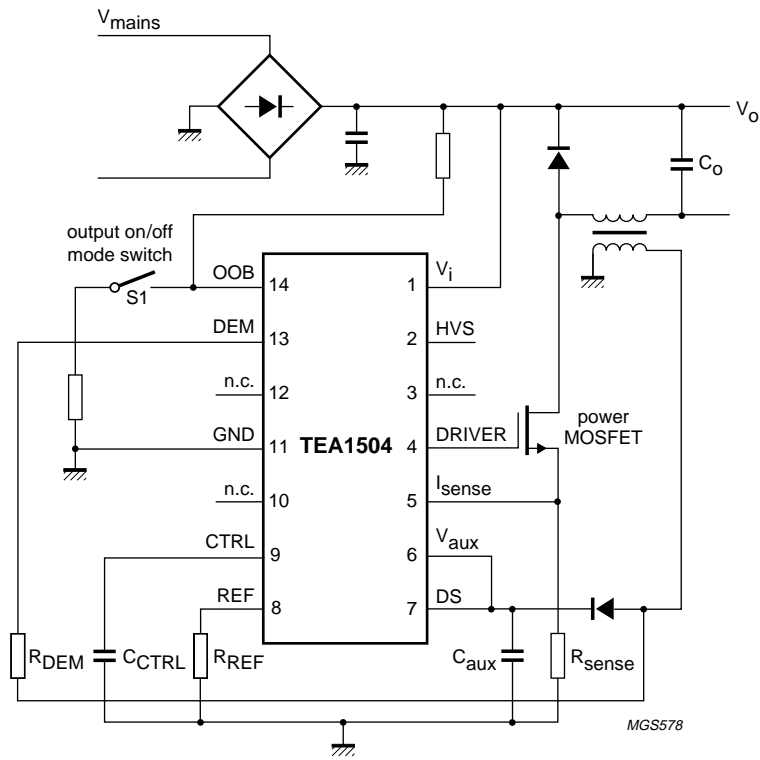 Vmains
Vo
Co
output on/off
mode switch
S1
OOB
14
1
Vi
DEM
13
2
HVS
n.c.
12
3
n.c.
GND
11
TEA1504
4
DRIVER
power
MOSFET
n.c.
10
5
Isense
CTRL
9
6
Vaux
REF
8
7
DS
RDEM
CCTRL
RREF
Caux
Rsense
MGS578